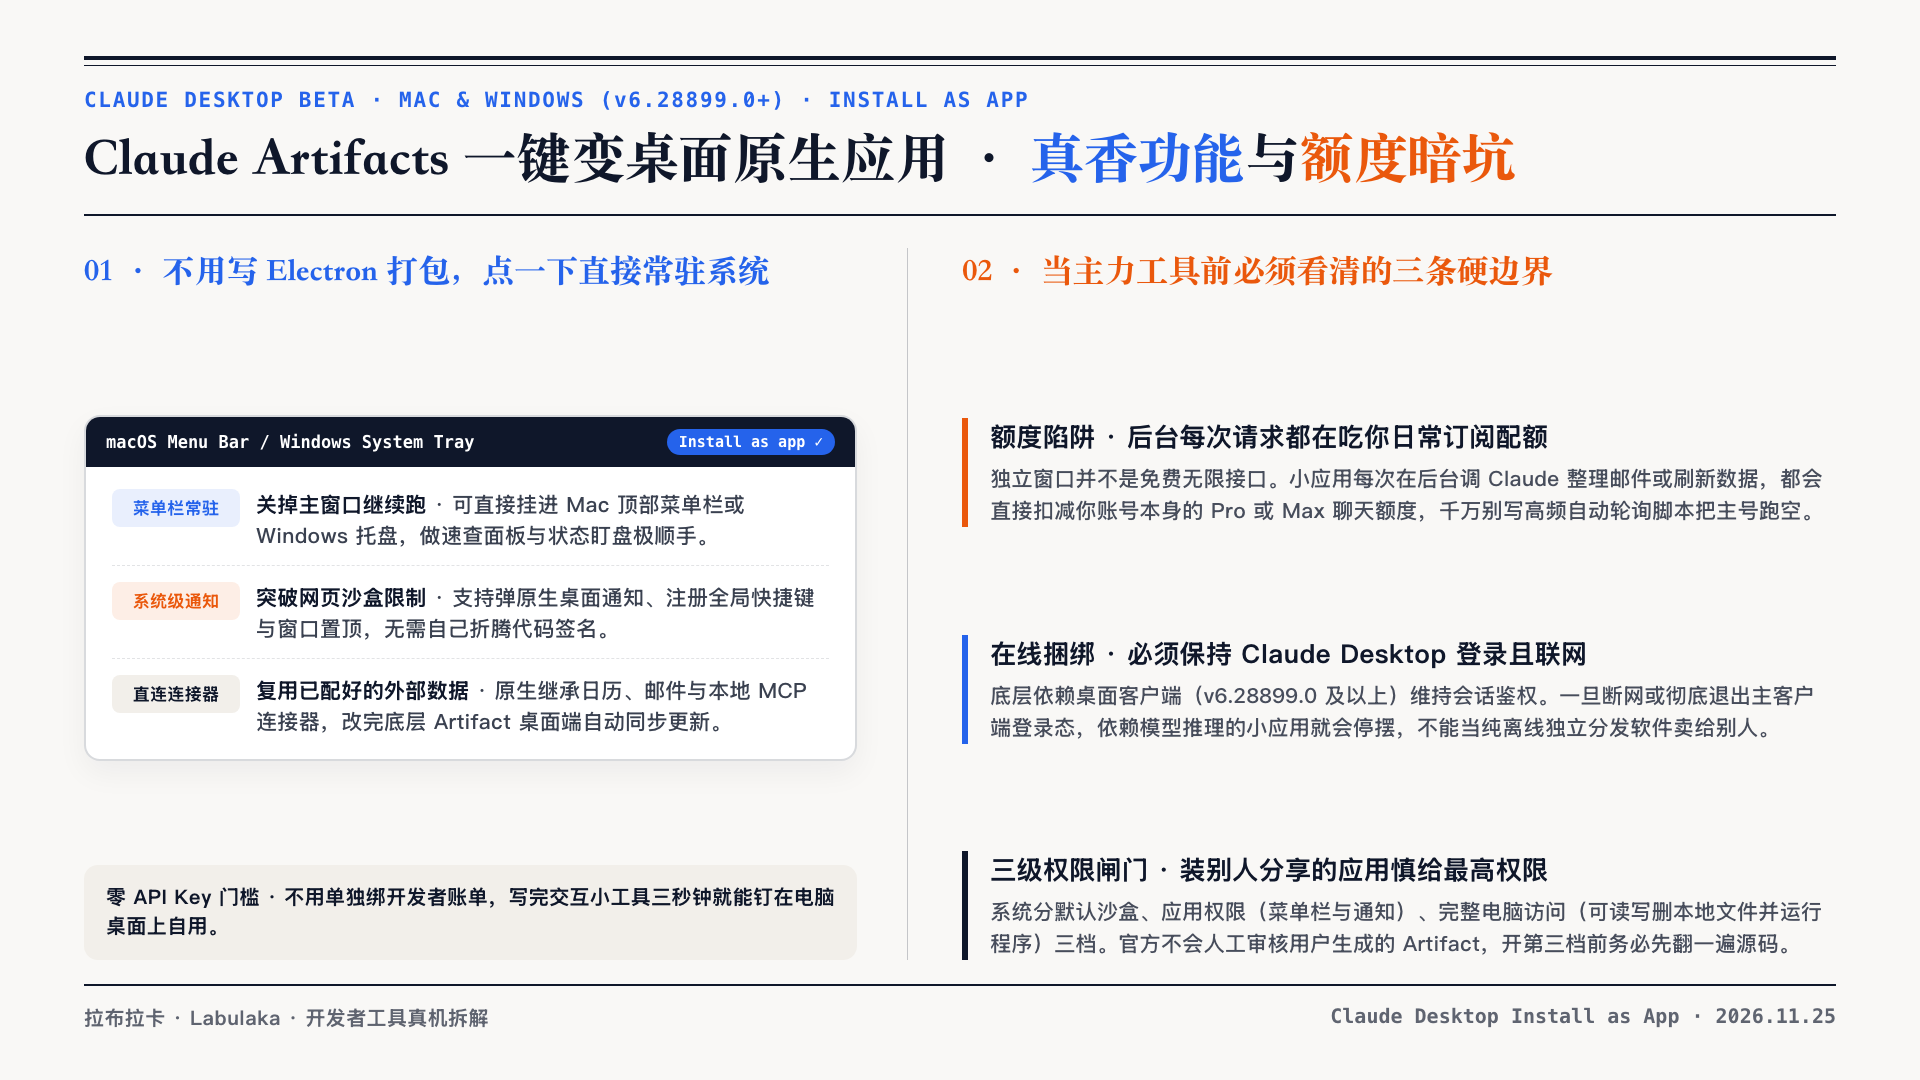 CLAUDE DESKTOP BETA · MAC & WINDOWS (v6.28899.0+) · INSTALL AS APP
Claude Artifacts 一键变桌面原生应用 · 真香功能与额度暗坑
01 · 不用写 Electron 打包，点一下直接常驻系统
macOS Menu Bar / Windows System Tray
Install as app ✓
菜单栏常驻
关掉主窗口继续跑 · 可直接挂进 Mac 顶部菜单栏或
Windows 托盘，做速查面板与状态盯盘极顺手。
系统级通知
突破网页沙盒限制 · 支持弹原生桌面通知、注册全局快捷键
与窗口置顶，无需自己折腾代码签名。
直连连接器
复用已配好的外部数据 · 原生继承日历、邮件与本地 MCP
连接器，改完底层 Artifact 桌面端自动同步更新。
零 API Key 门槛 · 不用单独绑开发者账单，写完交互小工具三秒钟就能钉在电脑
桌面上自用。
02 · 当主力工具前必须看清的三条硬边界
额度陷阱 · 后台每次请求都在吃你日常订阅配额
独立窗口并不是免费无限接口。小应用每次在后台调 Claude 整理邮件或刷新数据，都会
直接扣减你账号本身的 Pro 或 Max 聊天额度，千万别写高频自动轮询脚本把主号跑空。
在线捆绑 · 必须保持 Claude Desktop 登录且联网
底层依赖桌面客户端（v6.28899.0 及以上）维持会话鉴权。一旦断网或彻底退出主客户
端登录态，依赖模型推理的小应用就会停摆，不能当纯离线独立分发软件卖给别人。
三级权限闸门 · 装别人分享的应用慎给最高权限
系统分默认沙盒、应用权限（菜单栏与通知）、完整电脑访问（可读写删本地文件并运行
程序）三档。官方不会人工审核用户生成的 Artifact，开第三档前务必先翻一遍源码。
拉布拉卡 · Labulaka · 开发者工具真机拆解
Claude Desktop Install as App · 2026.11.25